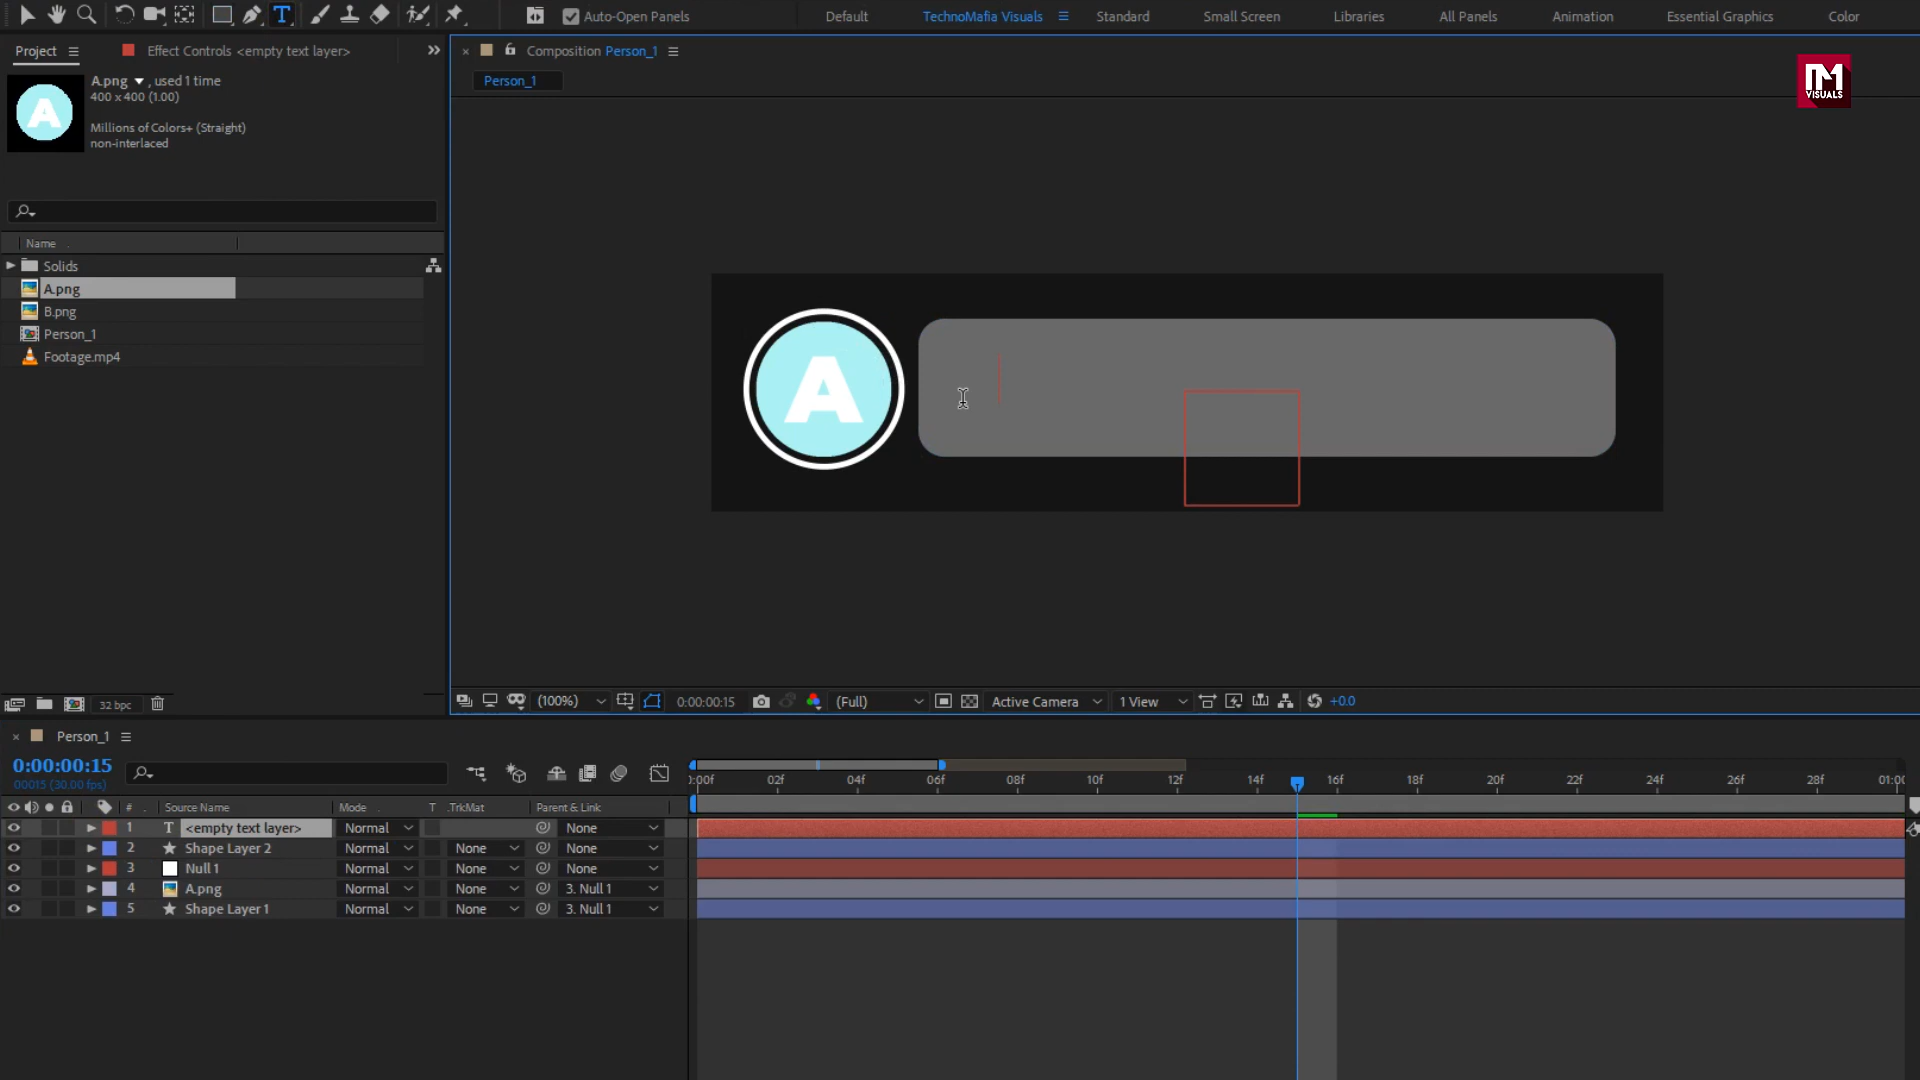 Auto-Open Panels
Default
TechnoMafia Visuals
Standard
Small Screen
Libraries
All Panels
Animation
Essential Graphics
Color
Project
Effect Controls <empty text layer>
Composition Person_1
Person_1
A.png , used 1 time
400 x 400 (1.00)
Millions of Colors+ (Straight)
non-interlaced
VISUALS
Name
Solids
A.png
B.png
Person_1
Footage.mp4
A
A
32 bpc
(100%)
0:00:00:15
(Full)
Active Camera
1 View
+0.0
Person_1
0:00:00:15
00015 (30.00 fps)
:00f 02f 04f 06f 08f 10f 12f 14f 16f 18f 20f 22f 24f 26f 28f 01:0
# Source Name Mode T .TrkMat Parent & Link
1 T <empty text layer> Normal None
2 Shape Layer 2 Normal None None
3 Null 1 Normal None None
4 A.png Normal None 3. Null 1
5 Shape Layer 1 Normal None 3. Null 1